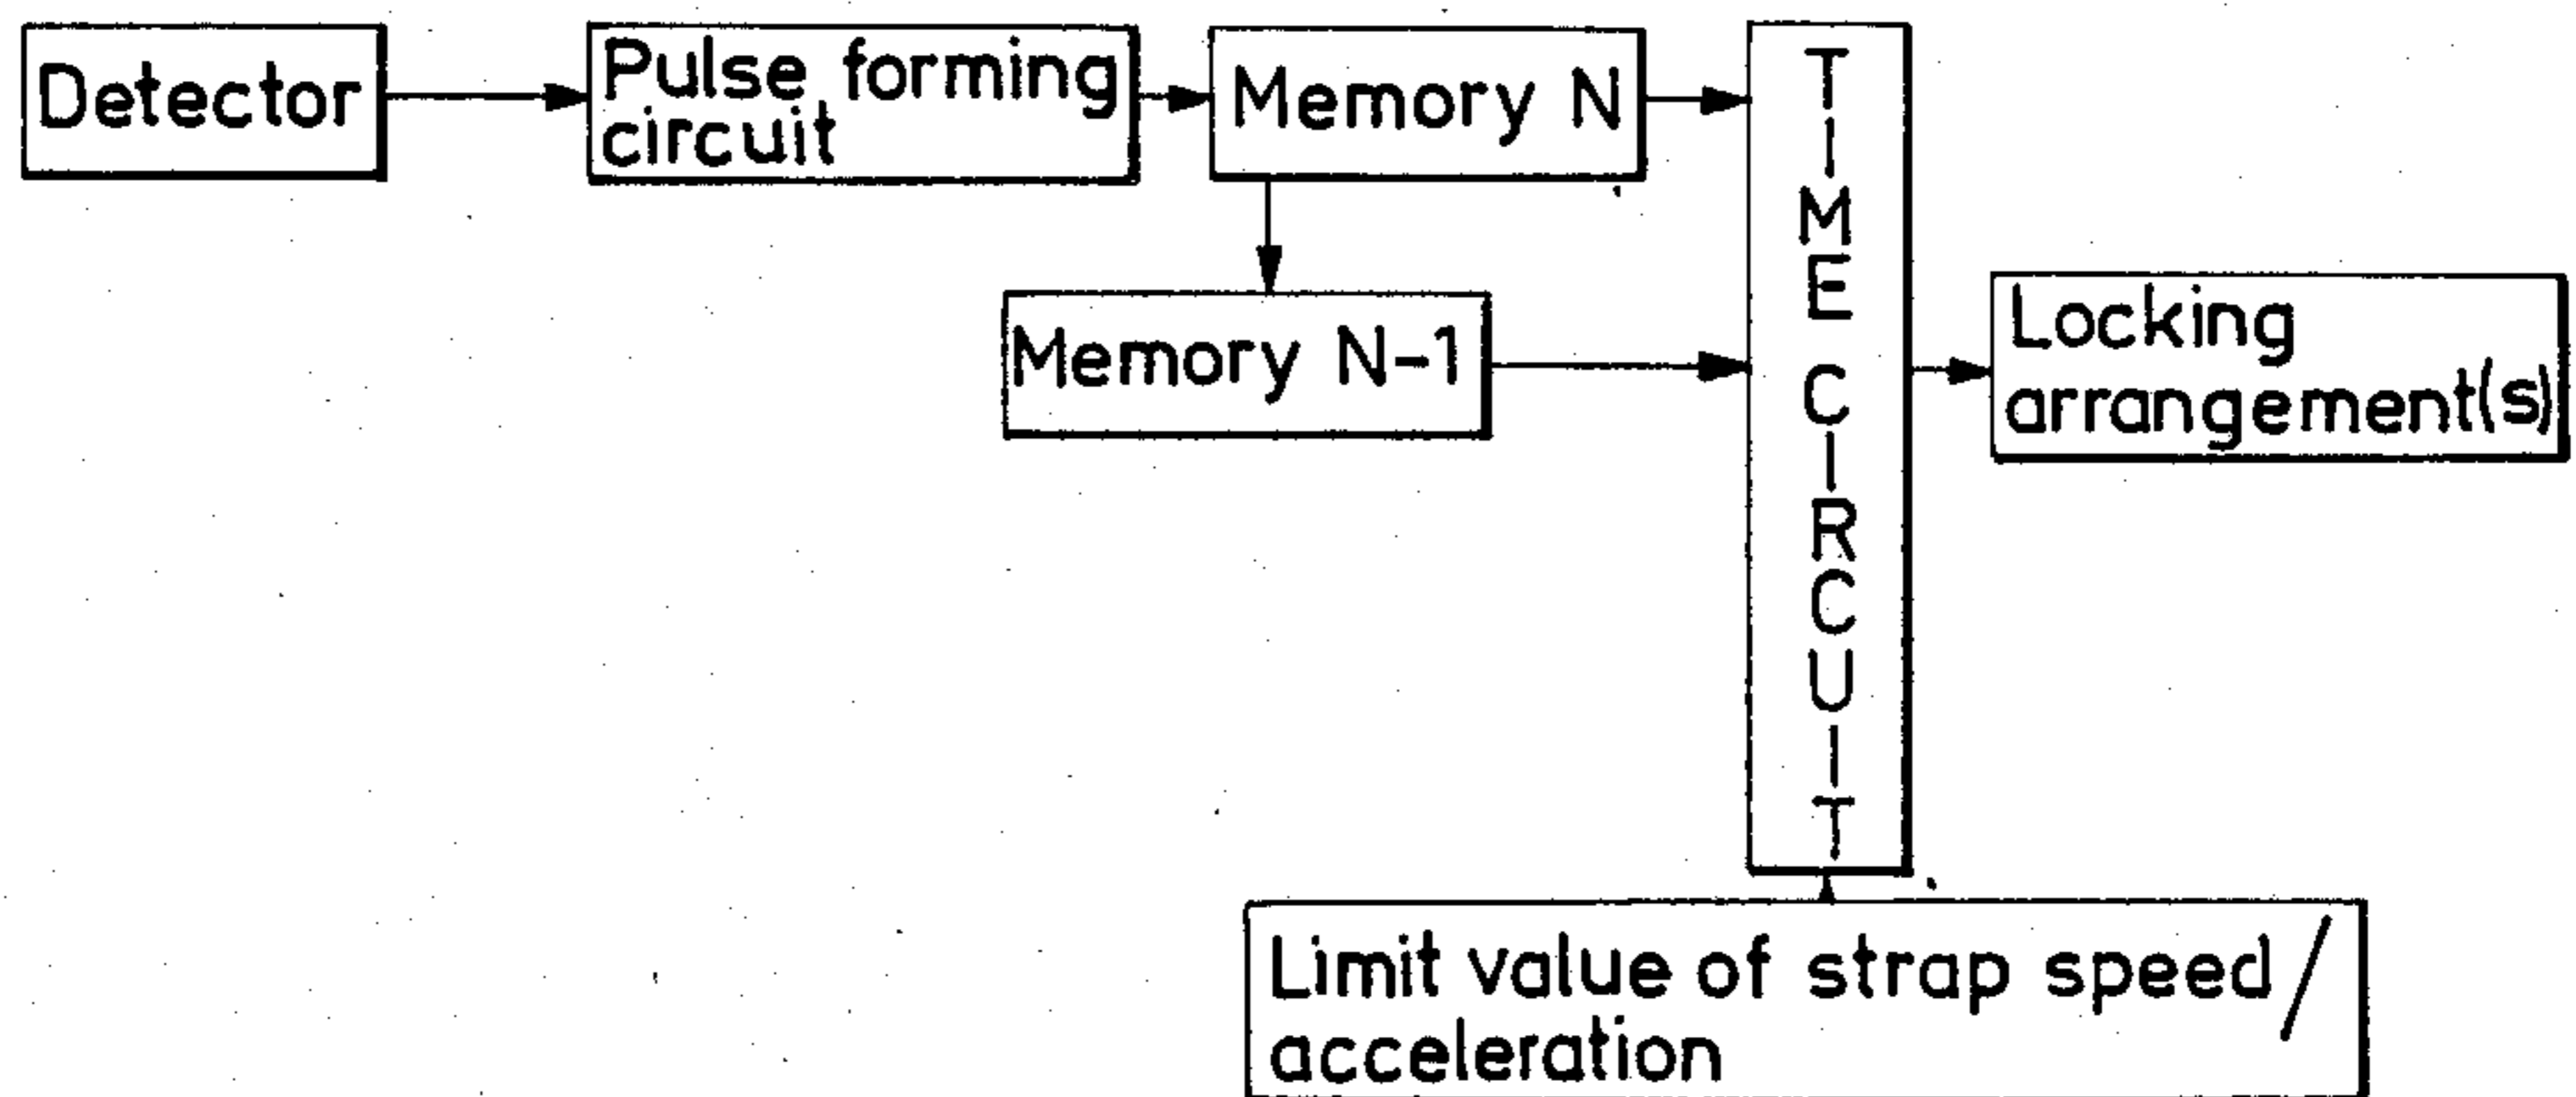 Detector
Pulse forming
circuit
Memory N
Memory N-1
TIME CIRCUIT
Locking
arrangement(s)
Limit value of strap speed/
acceleration